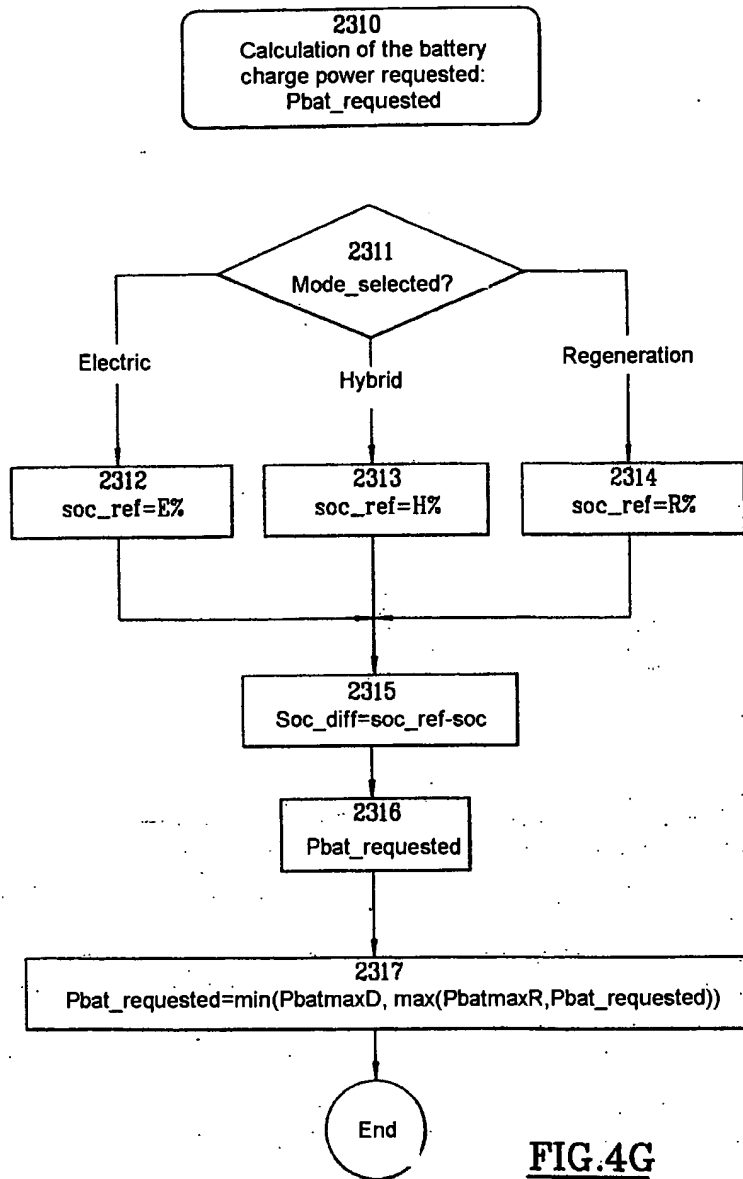 2310
Calculation of the battery
charge power requested:
Pbat_requested
2311
Mode_selected?
Electric
Hybrid
Regeneration
2312
soc_ref=E%
2313
soc_ref=H%
2314
soc_ref=R%
2315
Soc_diff=soc_ref-soc
2316
Pbat_requested
2317
Pbat_requested=min(PbatmaxD, max(PbatmaxR,Pbat_requested))
End
FIG.4G